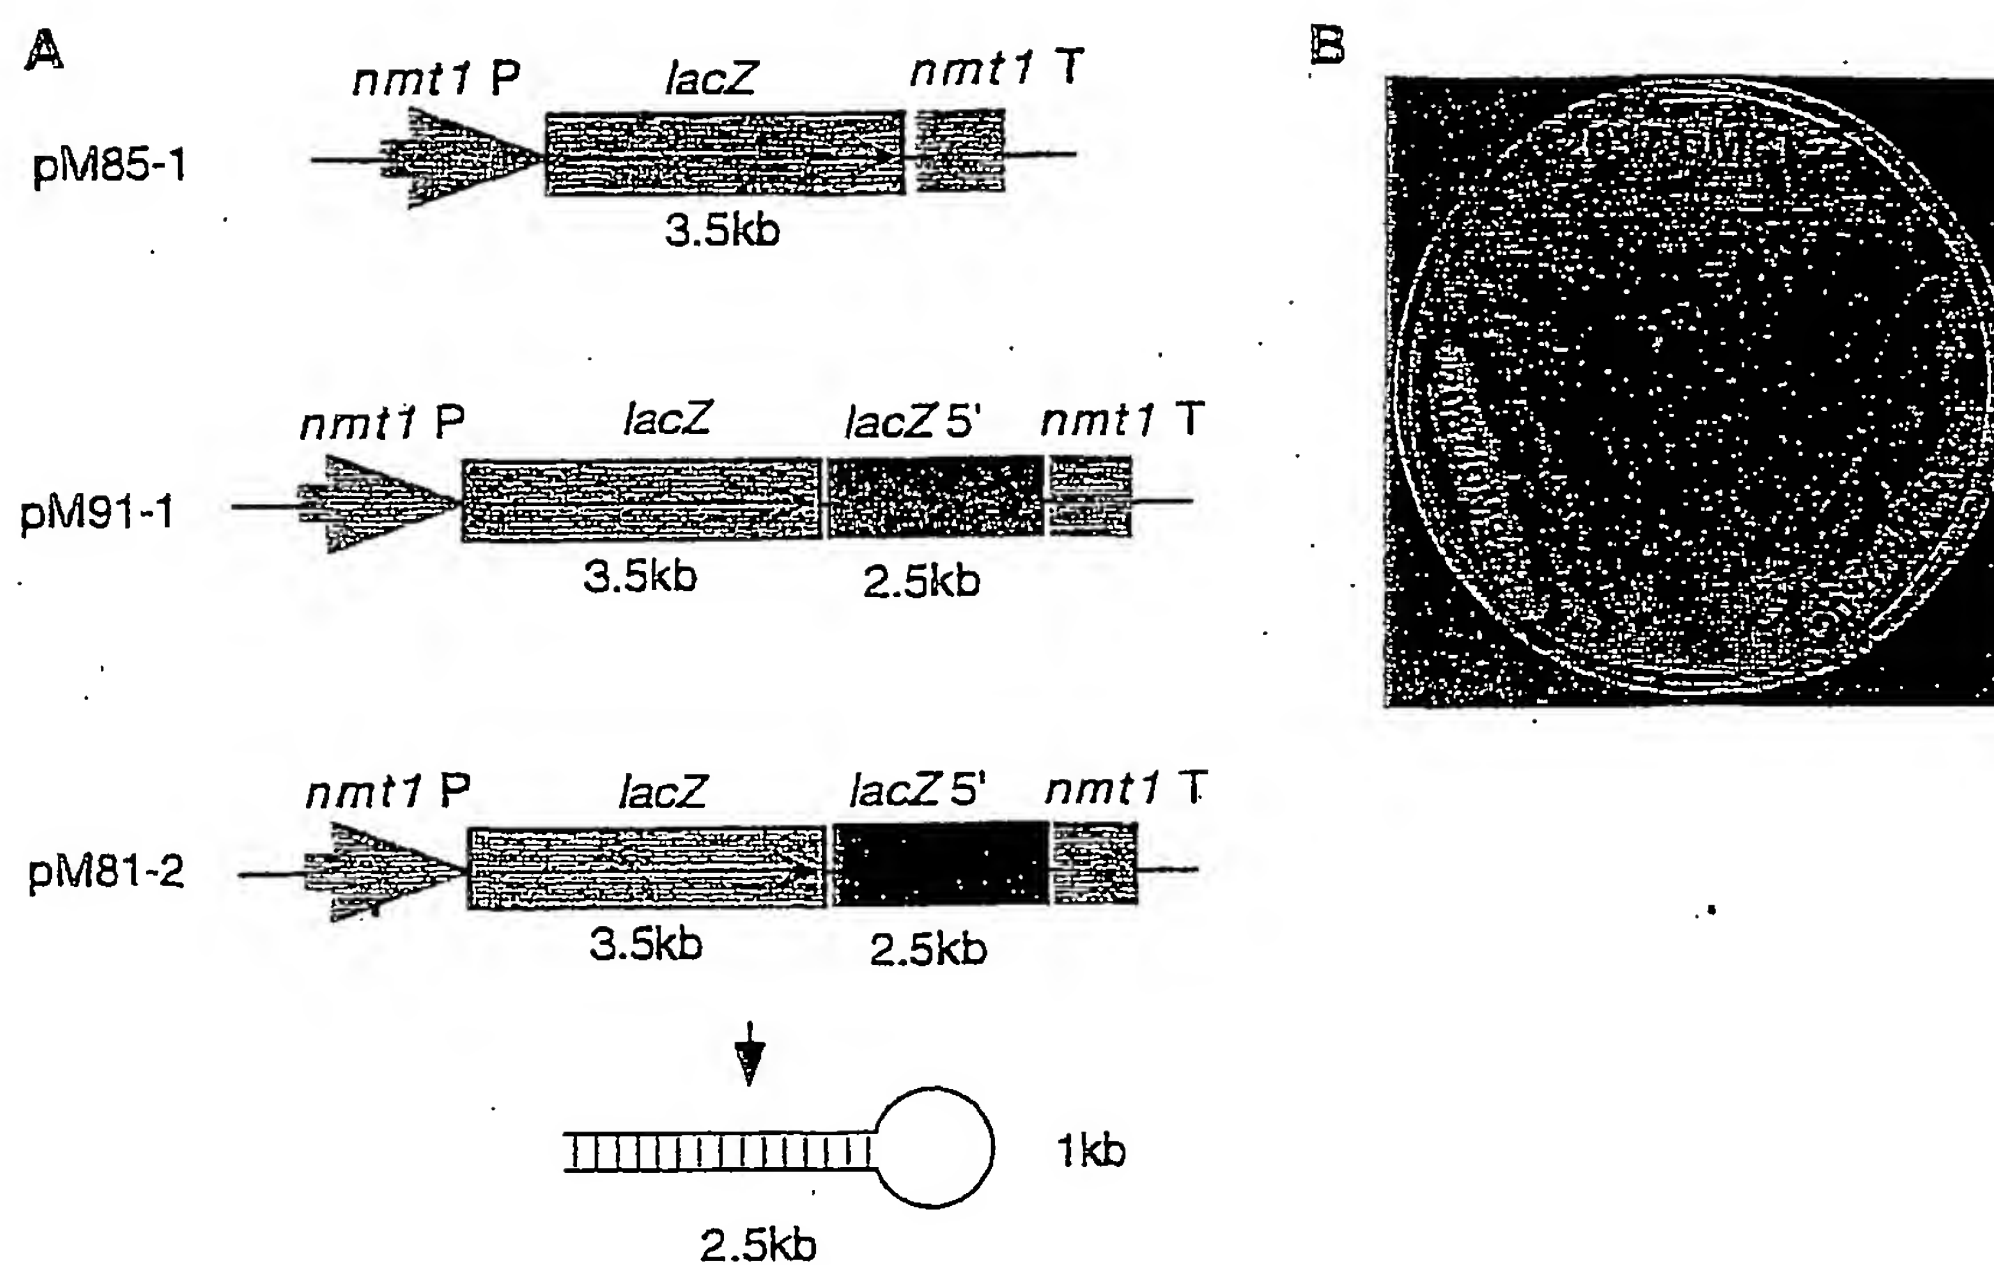 A
B
nmt1 P lacZ nmt1 T
pM85-1
3.5kb
nmt1 P lacZ lacZ 5' nmt1 T
pM91-1
3.5kb 2.5kb
nmt1 P lacZ lacZ 5' nmt1 T
pM81-2
3.5kb 2.5kb
1kb
2.5kb